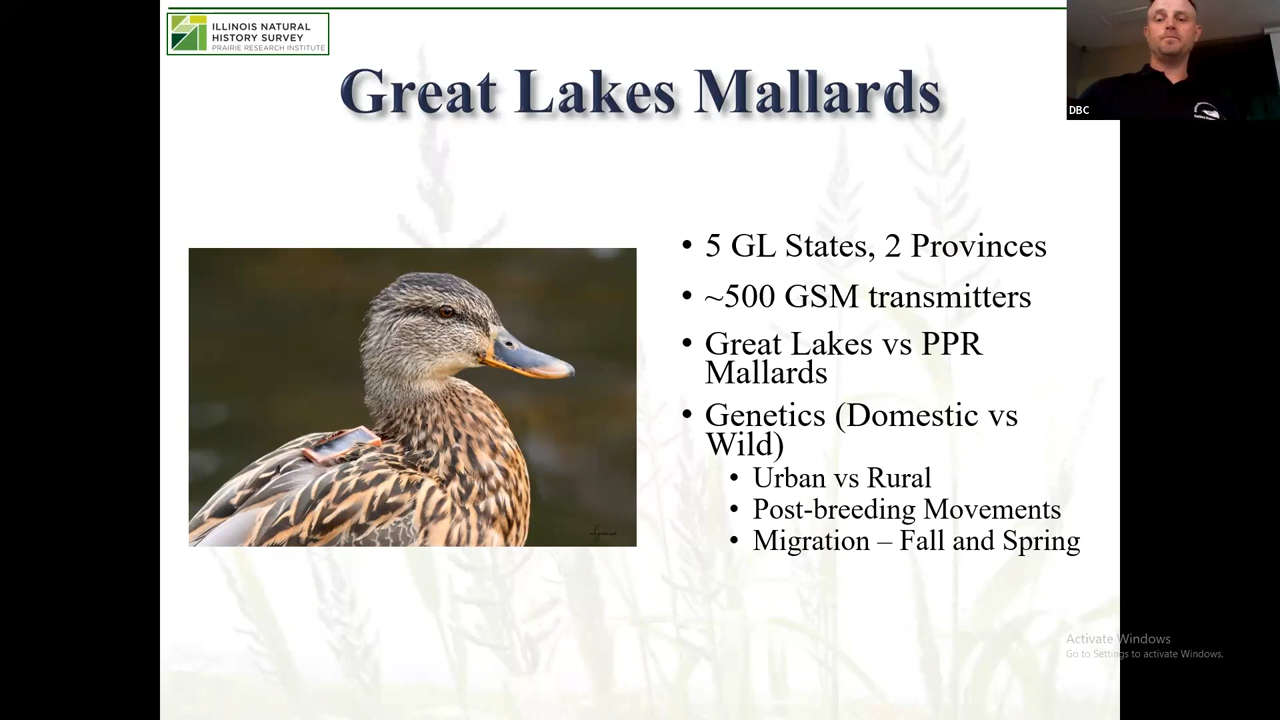 ILLINOIS NATURAL
HISTORY SURVEY
PRAIRIE RESEARCH INSTITUTE
DBC
Great Lakes Mallards
• 5 GL States, 2 Provinces
• ~500 GSM transmitters
• Great Lakes vs PPR
Mallards
• Genetics (Domestic vs
Wild)
• Urban vs Rural
• Post-breeding Movements
• Migration – Fall and Spring
Activate Windows
Go to Settings to activate Windows.